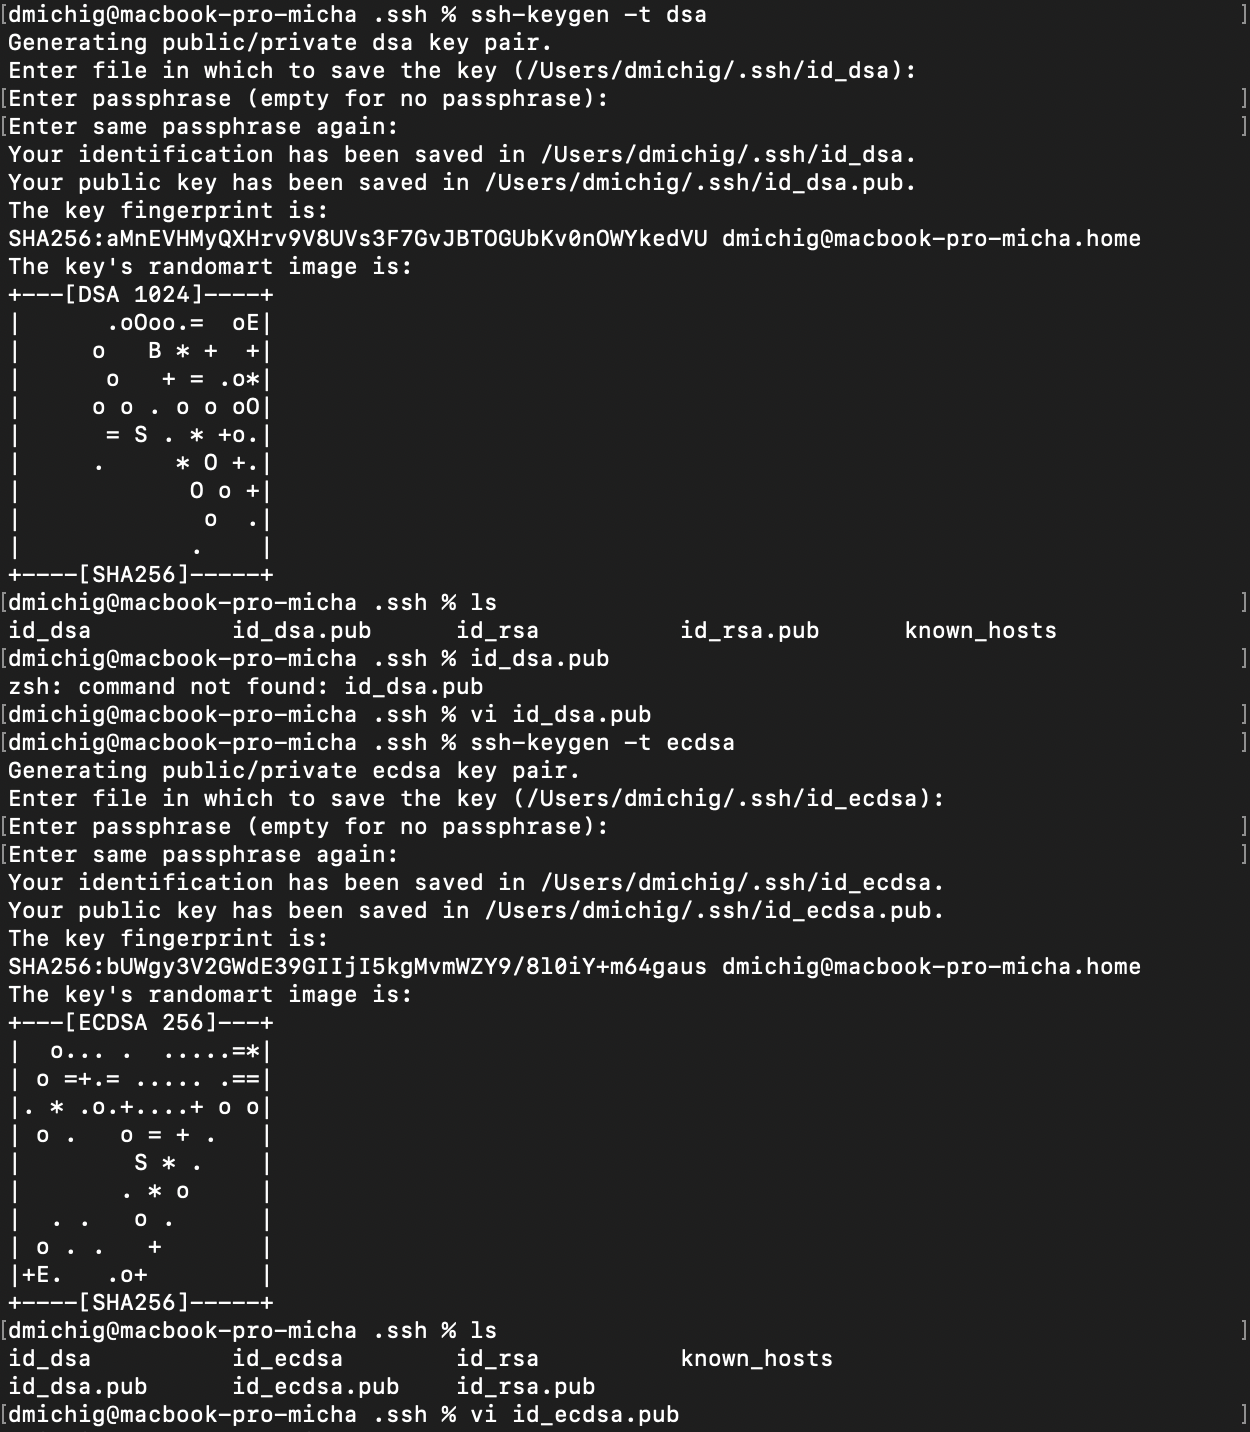 [dmichig@macbook-pro-micha .ssh % ssh-keygen -t dsa ]
Generating public/private dsa key pair.
Enter file in which to save the key (/Users/dmichig/.ssh/id_dsa):
[Enter passphrase (empty for no passphrase): ]
[Enter same passphrase again: ]
Your identification has been saved in /Users/dmichig/.ssh/id_dsa.
Your public key has been saved in /Users/dmichig/.ssh/id_dsa.pub.
The key fingerprint is:
SHA256:aMnEVHMyQXHrv9V8UVs3F7GvJBTOGUbKv0nOWYkedVU dmichig@macbook-pro-micha.home
The key's randomart image is:
+---[DSA 1024]----+
|      .oOoo.=  oE|
|     o   B * +  +|
|      o   + = .o*|
|     o o . o o oO|
|      = S . * +o.|
|     .     * O +.|
|            O o +|
|             o  .|
|            .    |
+----[SHA256]-----+
[dmichig@macbook-pro-micha .ssh % ls ]
id_dsa          id_dsa.pub      id_rsa          id_rsa.pub      known_hosts
[dmichig@macbook-pro-micha .ssh % id_dsa.pub ]
zsh: command not found: id_dsa.pub
[dmichig@macbook-pro-micha .ssh % vi id_dsa.pub ]
[dmichig@macbook-pro-micha .ssh % ssh-keygen -t ecdsa ]
Generating public/private ecdsa key pair.
Enter file in which to save the key (/Users/dmichig/.ssh/id_ecdsa):
[Enter passphrase (empty for no passphrase): ]
[Enter same passphrase again: ]
Your identification has been saved in /Users/dmichig/.ssh/id_ecdsa.
Your public key has been saved in /Users/dmichig/.ssh/id_ecdsa.pub.
The key fingerprint is:
SHA256:bUWgy3V2GWdE39GIIjI5kgMvmWZY9/8l0iY+m64gaus dmichig@macbook-pro-micha.home
The key's randomart image is:
+---[ECDSA 256]---+
|  o... .  .....=*|
| o =+.= ..... .==|
|. * .o.+....+ o o|
| o .   o = + .   |
|        S * .    |
|       . * o     |
|  . .   o .      |
| o . .   +       |
|+E.   .o+        |
+----[SHA256]-----+
[dmichig@macbook-pro-micha .ssh % ls ]
id_dsa          id_ecdsa        id_rsa          known_hosts
id_dsa.pub      id_ecdsa.pub    id_rsa.pub
[dmichig@macbook-pro-micha .ssh % vi id_ecdsa.pub ]